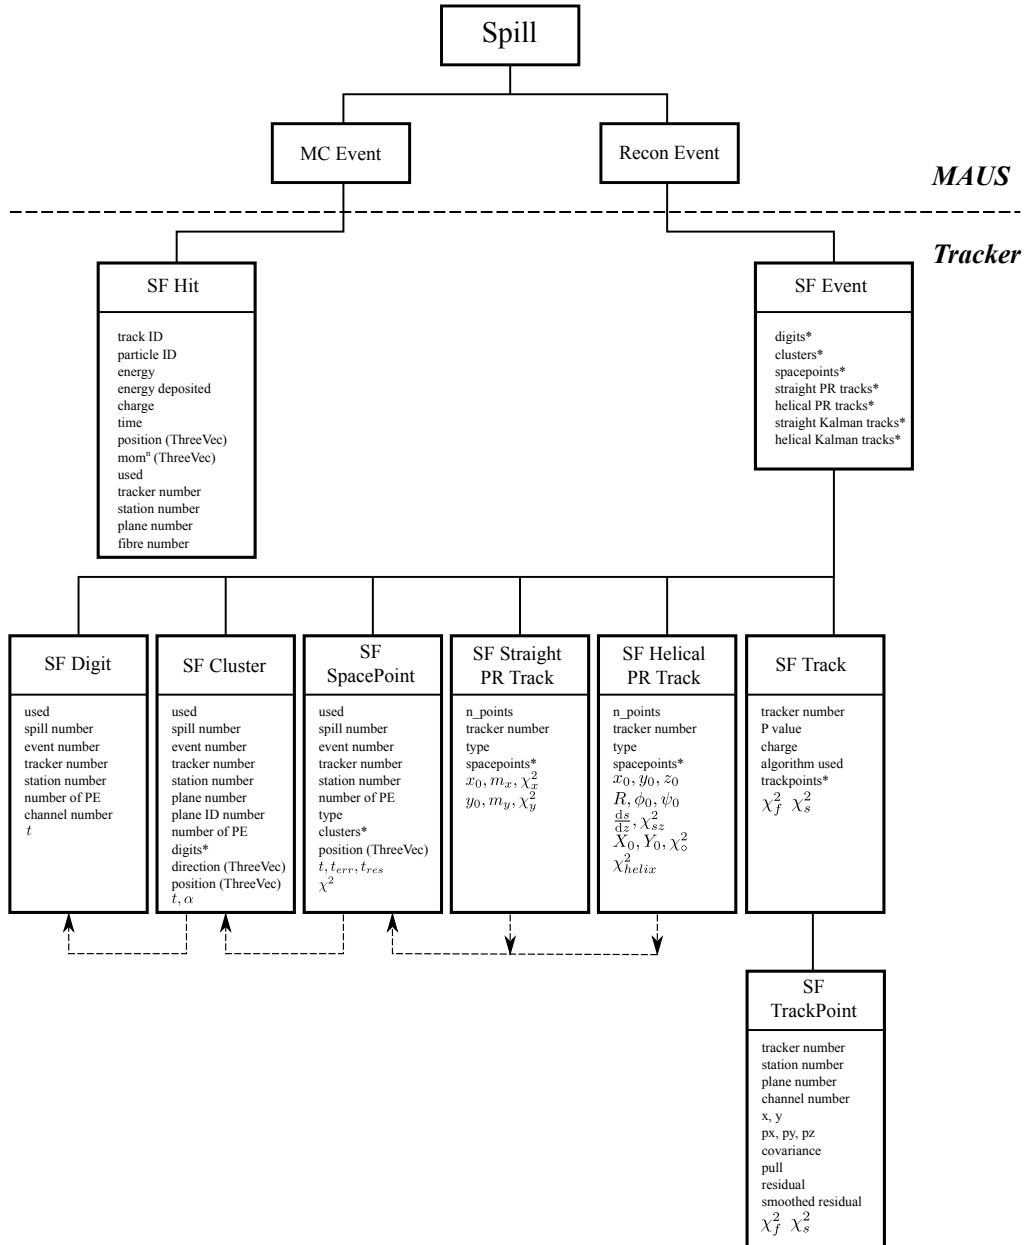 Spill
MC Event
Recon Event
MAUS
Tracker
SF Hit
track ID
particle ID
energy
energy deposited
charge
time
position (ThreeVec)
momⁿ (ThreeVec)
used
tracker number
station number
plane number
fibre number
SF Event
digits*
clusters*
spacepoints*
straight PR tracks*
helical PR tracks*
straight Kalman tracks*
helical Kalman tracks*
SF Digit
used
spill number
event number
tracker number
station number
number of PE
channel number
t
SF Cluster
used
spill number
event number
tracker number
station number
plane number
plane ID number
number of PE
digits*
direction (ThreeVec)
position (ThreeVec)
t, α
SF
SpacePoint
used
spill number
event number
tracker number
station number
number of PE
type
clusters*
position (ThreeVec)
t, t_{err}, t_{res}
χ²
SF Straight
PR Track
n_points
tracker number
type
spacepoints*
x₀, m_x, χ²_x
y₀, m_y, χ²_y
SF Helical
PR Track
n_points
tracker number
type
spacepoints*
x₀, y₀, z₀
R, ϕ₀, ψ₀
ds/dz, χ²_{sz}
X₀, Y₀, χ²_∘
χ²_{helix}
SF Track
tracker number
P value
charge
algorithm used
trackpoints*
χ²_f χ²_s
SF
TrackPoint
tracker number
station number
plane number
channel number
x, y
px, py, pz
covariance
pull
residual
smoothed residual
χ²_f χ²_s